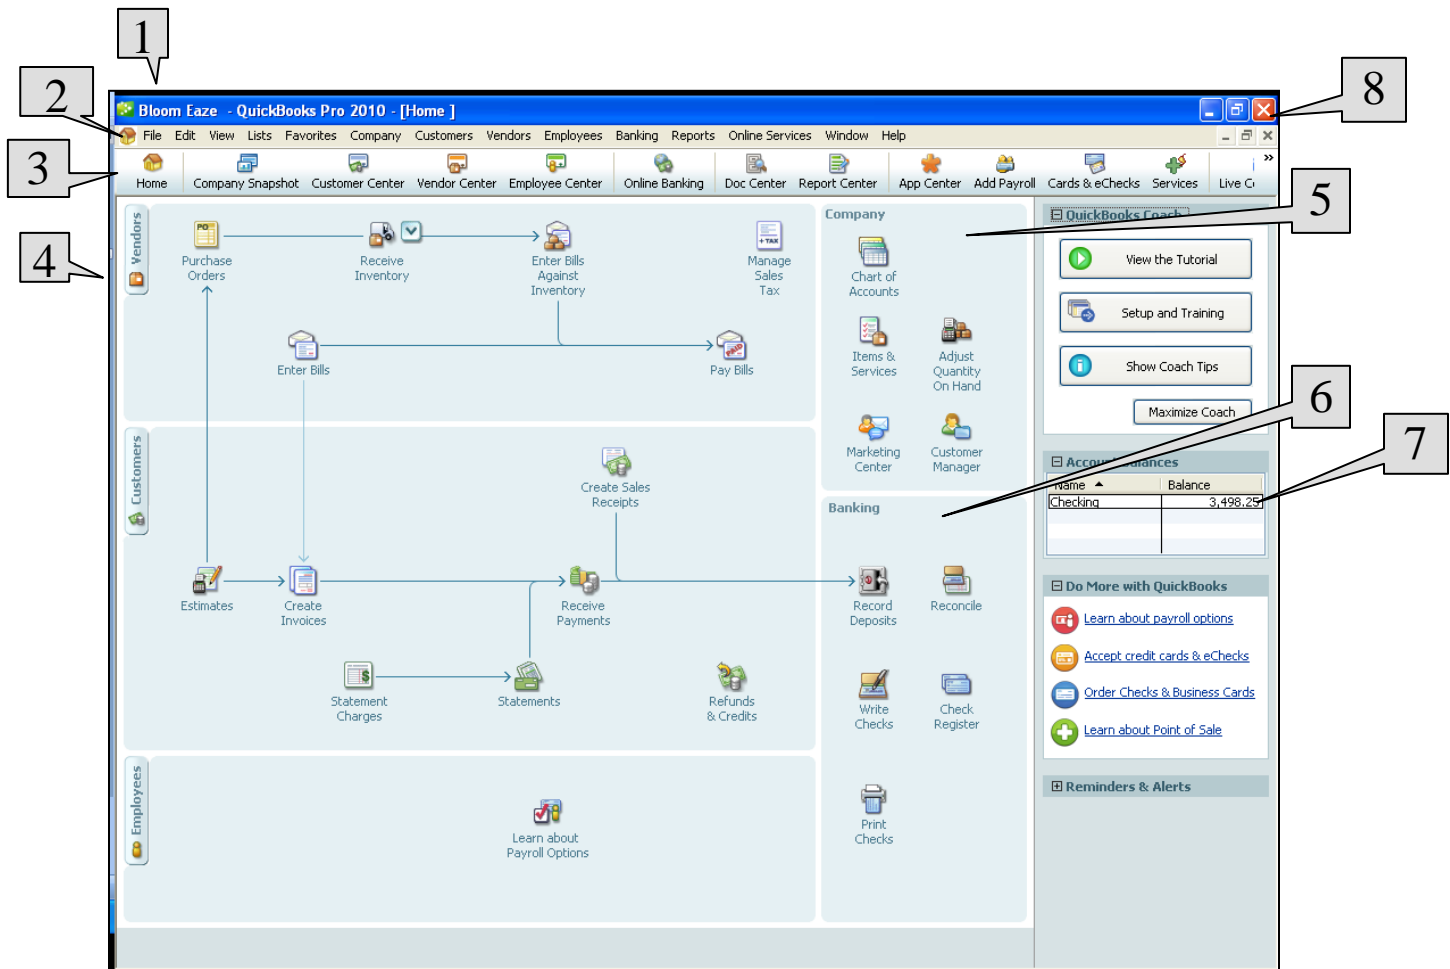 1
2
3
4
5
6
7
8
Bloom Eaze - QuickBooks Pro 2010 - [Home ]
File Edit View Lists Favorites Company Customers Vendors Employees Banking Reports Online Services Window Help
Home Company Snapshot Customer Center Vendor Center Employee Center Online Banking Doc Center Report Center App Center Add Payroll Cards & eChecks Services Live
Vendors
PO
Purchase
Orders
Receive
Inventory
Enter Bills
Against
Inventory
+ TAX
Manage
Sales
Tax
Enter Bills
PAID
Pay Bills
Customers
Create Sales
Receipts
Estimates
Create
Invoices
Receive
Payments
Statement
Charges
Statements
Refunds
& Credits
Employees
Learn about
Payroll Options
Company
Chart of
Accounts
Items &
Services
Adjust
Quantity
On Hand
Marketing
Center
Customer
Manager
Banking
Record
Deposits
Reconcile
Write
Checks
Check
Register
Print
Checks
QuickBooks Coach
View the Tutorial
Setup and Training
Show Coach Tips
Maximize Coach
Account Balances
Name Balance
Checking 3,498.25
Do More with QuickBooks
Learn about payroll options
Accept credit cards & eChecks
Order Checks & Business Cards
Learn about Point of Sale
Reminders & Alerts